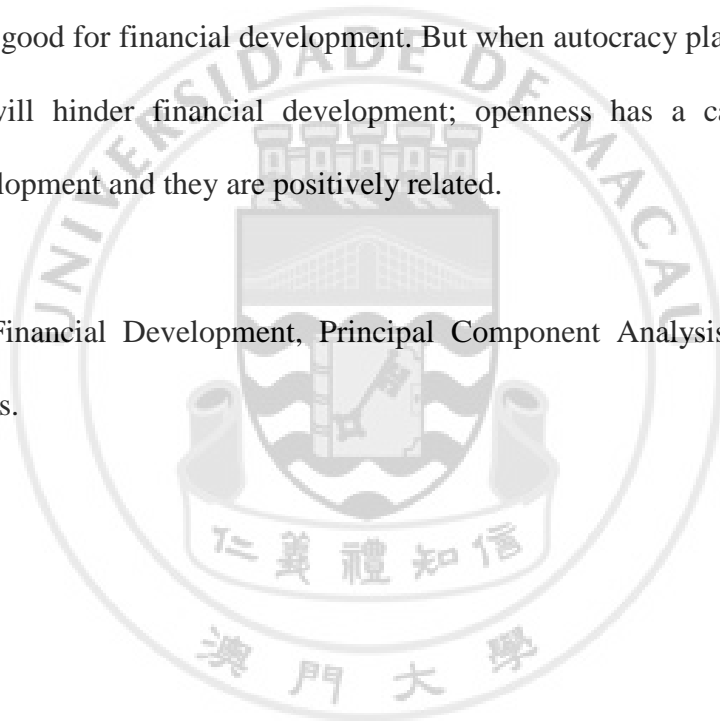 good for financial development. But when autocracy pla
will hinder financial development; openness has a ca
lopment and they are positively related.
Financial Development, Principal Component Analysis
s.
UNIVERSIDADE DE MACAU
仁義禮知信
澳門大學